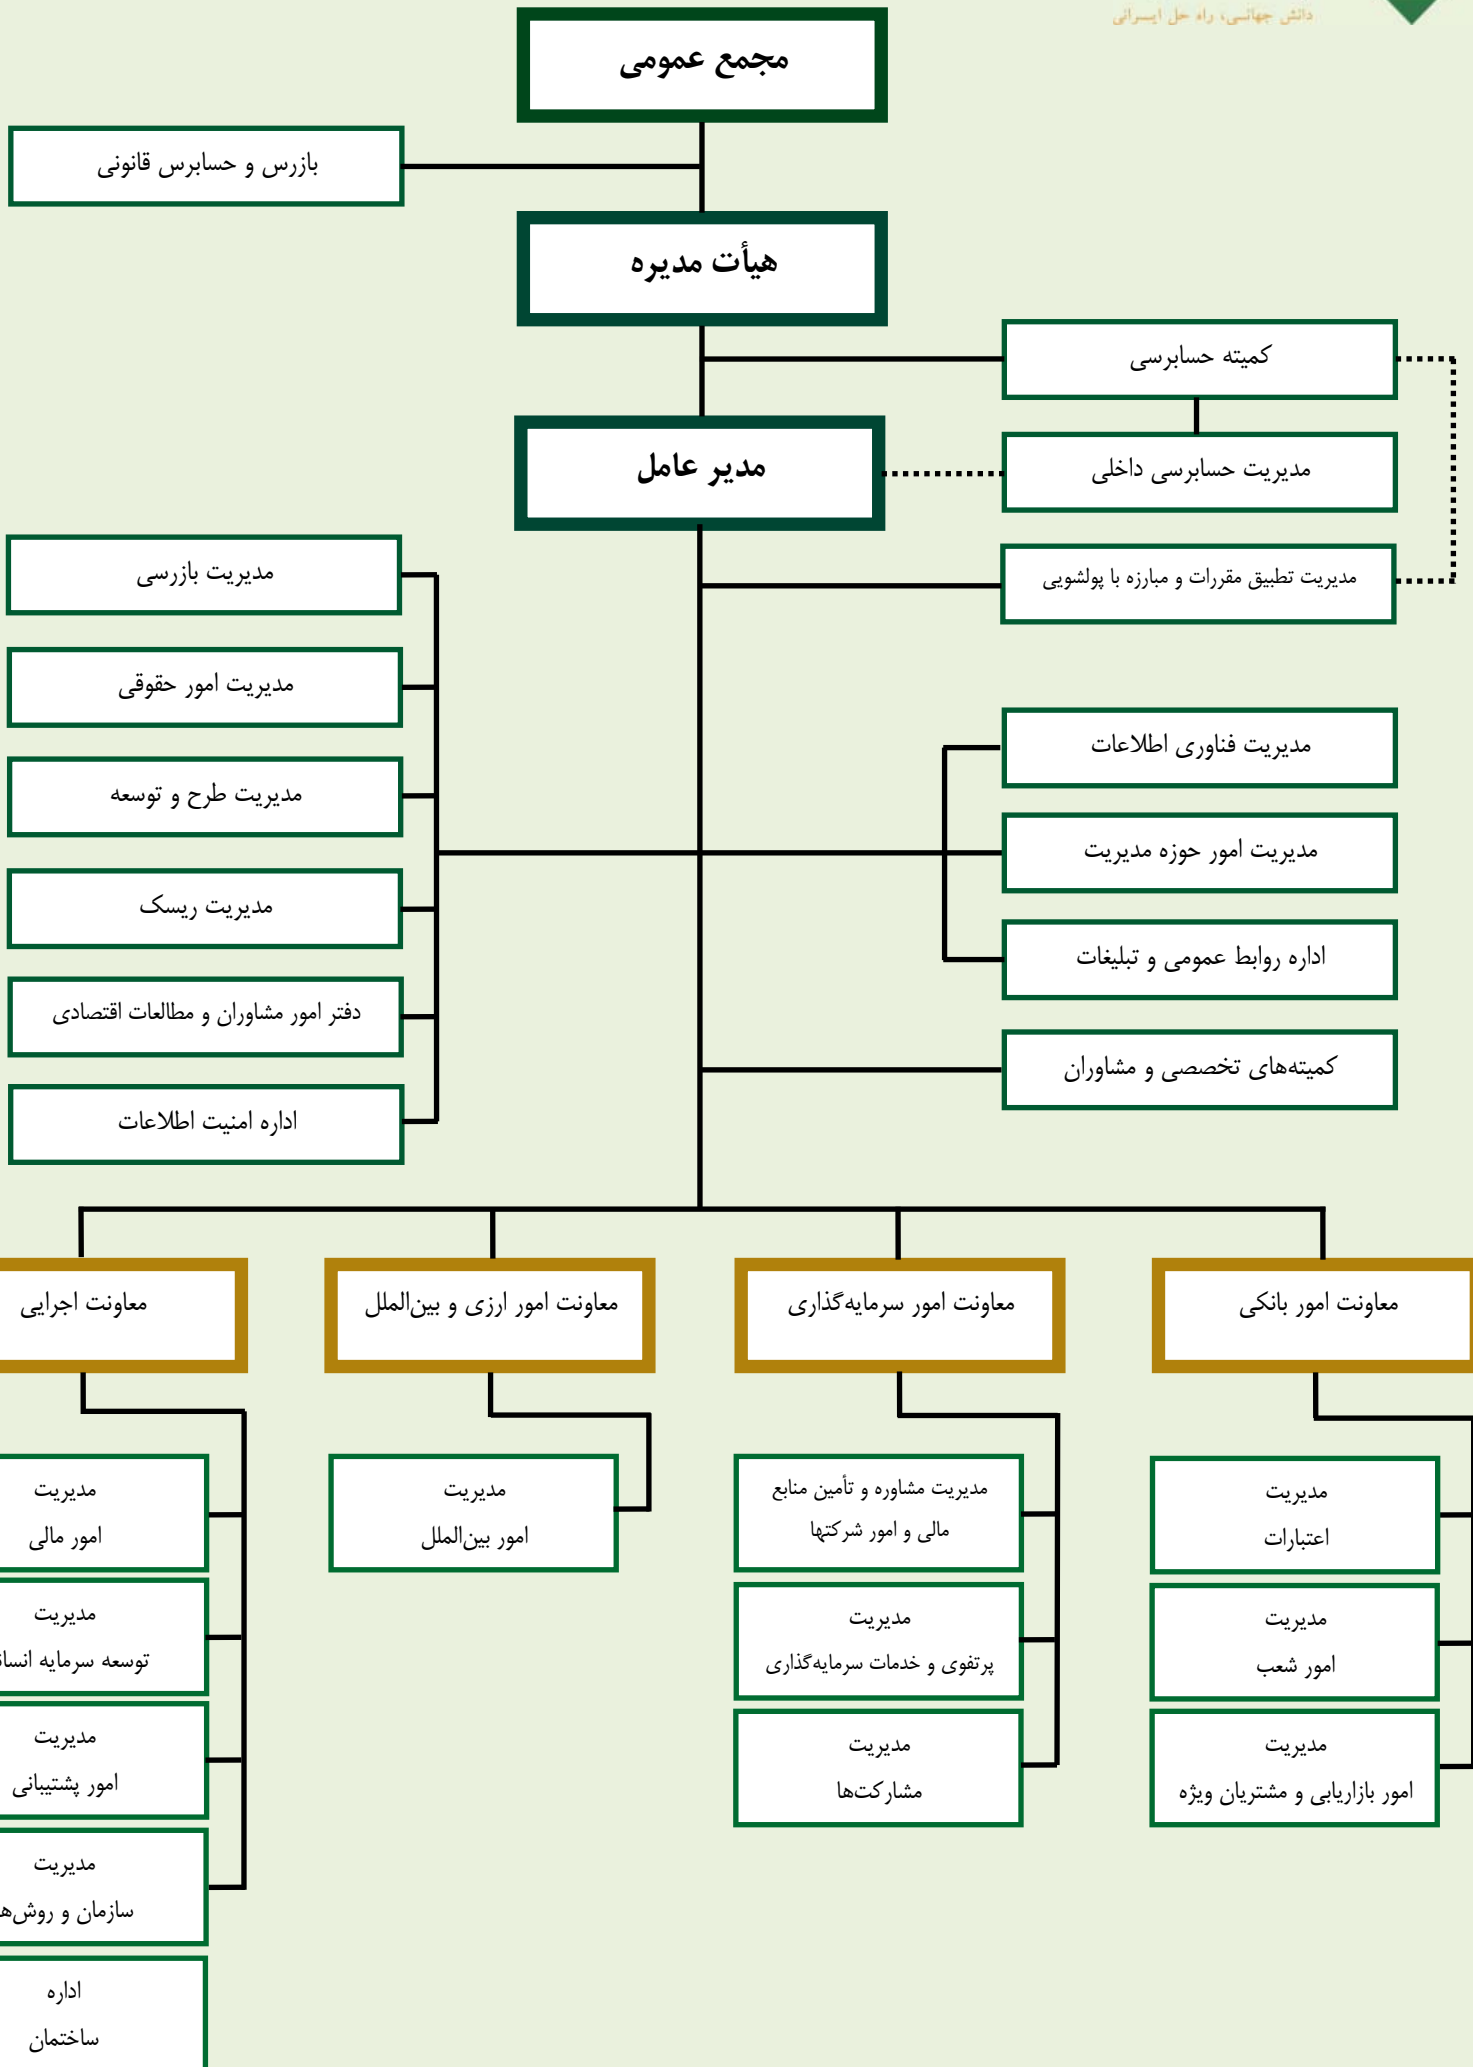 دانش جهانی، راه حل ایرانی
مجمع عمومی
بازرس و حسابرس قانونی
هیأت مدیره
کمیته حسابرسی
مدیر عامل
مدیریت حسابرسی داخلی
مدیریت تطبیق مقررات و مبارزه با پولشویی
مدیریت بازرسی
مدیریت امور حقوقی
مدیریت طرح و توسعه
مدیریت ریسک
دفتر امور مشاوران و مطالعات اقتصادی
اداره امنیت اطلاعات
مدیریت فناوری اطلاعات
مدیریت امور حوزه مدیریت
اداره روابط عمومی و تبلیغات
کمیته‌های تخصصی و مشاوران
معاونت امور بانکی
معاونت امور سرمایه‌گذاری
معاونت امور ارزی و بین‌الملل
معاونت اجرایی
مدیریت
اعتبارات
مدیریت
امور شعب
مدیریت
امور بازاریابی و مشتریان ویژه
مدیریت مشاوره و تأمین منابع
مالی و امور شرکتها
مدیریت
پرتفوی و خدمات سرمایه‌گذاری
مدیریت
مشارکت‌ها
مدیریت
امور بین‌الملل
مدیریت
امور مالی
مدیریت
توسعه سرمایه
مدیریت
امور پشتیبانی
مدیریت
سازمان و
اداره
ساختمان